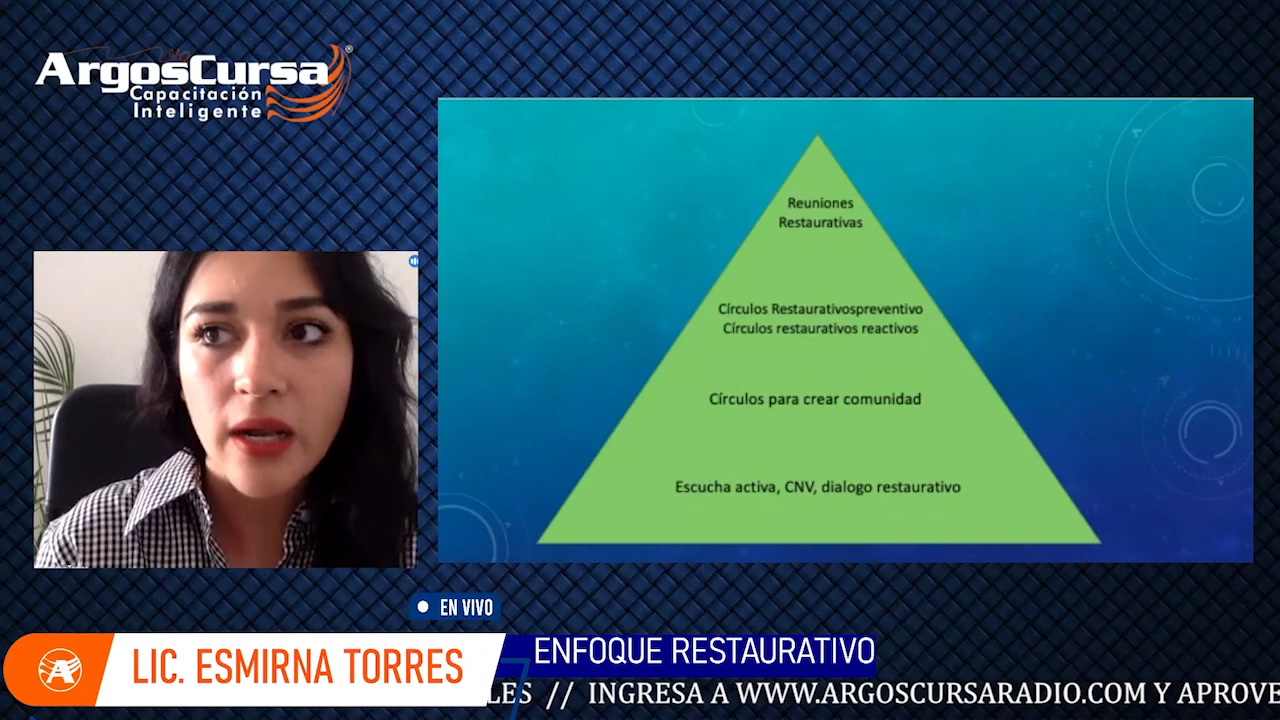 ArgosCursa®
Capacitación
Inteligente
Reuniones
Restaurativas
Círculos Restaurativospreventivo
Círculos restaurativos reactivos
Círculos para crear comunidad
Escucha activa, CNV, dialogo restaurativo
EN VIVO
LIC. ESMIRNA TORRES
ENFOQUE RESTAURATIVO
LES // INGRESA A WWW.ARGOSCURSARADIO.COM Y APROVE